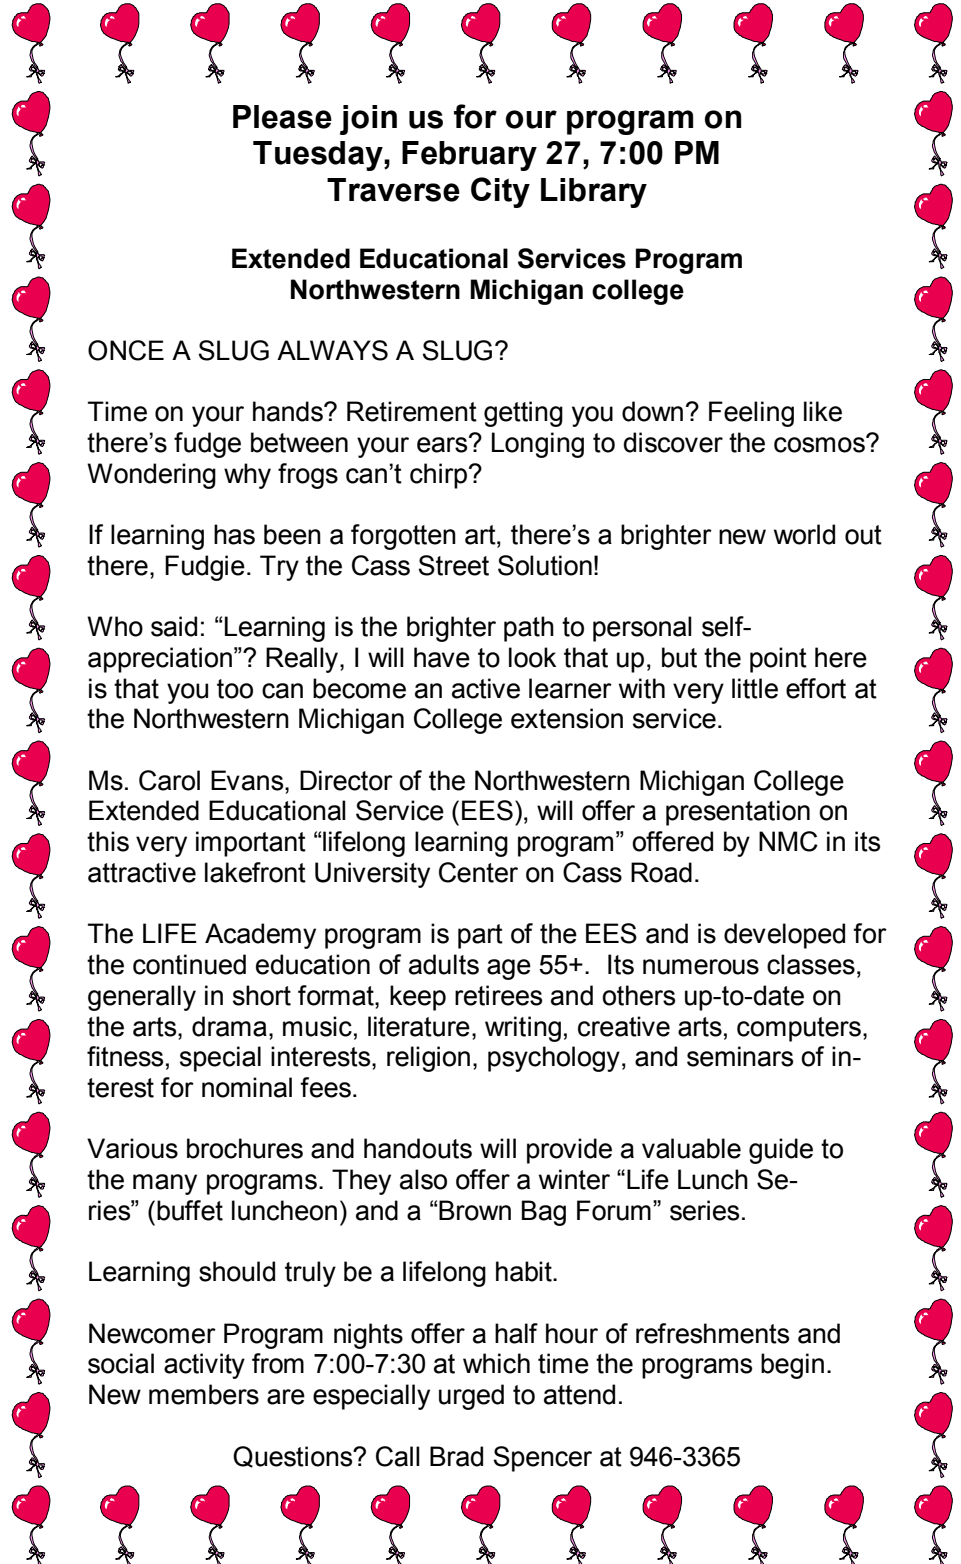 Please join us for our program on
Tuesday, February 27, 7:00 PM
Traverse City Library
Extended Educational Services Program
Northwestern Michigan college
ONCE A SLUG ALWAYS A SLUG?
Time on your hands? Retirement getting you down? Feeling like
there’s fudge between your ears? Longing to discover the cosmos?
Wondering why frogs can’t chirp?
If learning has been a forgotten art, there’s a brighter new world out
there, Fudgie. Try the Cass Street Solution!
Who said: “Learning is the brighter path to personal self-
appreciation”? Really, I will have to look that up, but the point here
is that you too can become an active learner with very little effort at
the Northwestern Michigan College extension service.
Ms. Carol Evans, Director of the Northwestern Michigan College
Extended Educational Service (EES), will offer a presentation on
this very important “lifelong learning program” offered by NMC in its
attractive lakefront University Center on Cass Road.
The LIFE Academy program is part of the EES and is developed for
the continued education of adults age 55+.  Its numerous classes,
generally in short format, keep retirees and others up-to-date on
the arts, drama, music, literature, writing, creative arts, computers,
fitness, special interests, religion, psychology, and seminars of in-
terest for nominal fees.
Various brochures and handouts will provide a valuable guide to
the many programs. They also offer a winter “Life Lunch Se-
ries” (buffet luncheon) and a “Brown Bag Forum” series.
Learning should truly be a lifelong habit.
Newcomer Program nights offer a half hour of refreshments and
social activity from 7:00-7:30 at which time the programs begin.
New members are especially urged to attend.
Questions? Call Brad Spencer at 946-3365